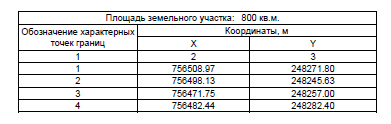 Площадь земельного участка: 800 кв.м.
Обозначение характерных точек границ Координаты, м
X Y
1 2 3
1 756508.97 248271.80
2 756498.13 248245.63
3 756471.75 248257.00
4 756482.44 248282.40